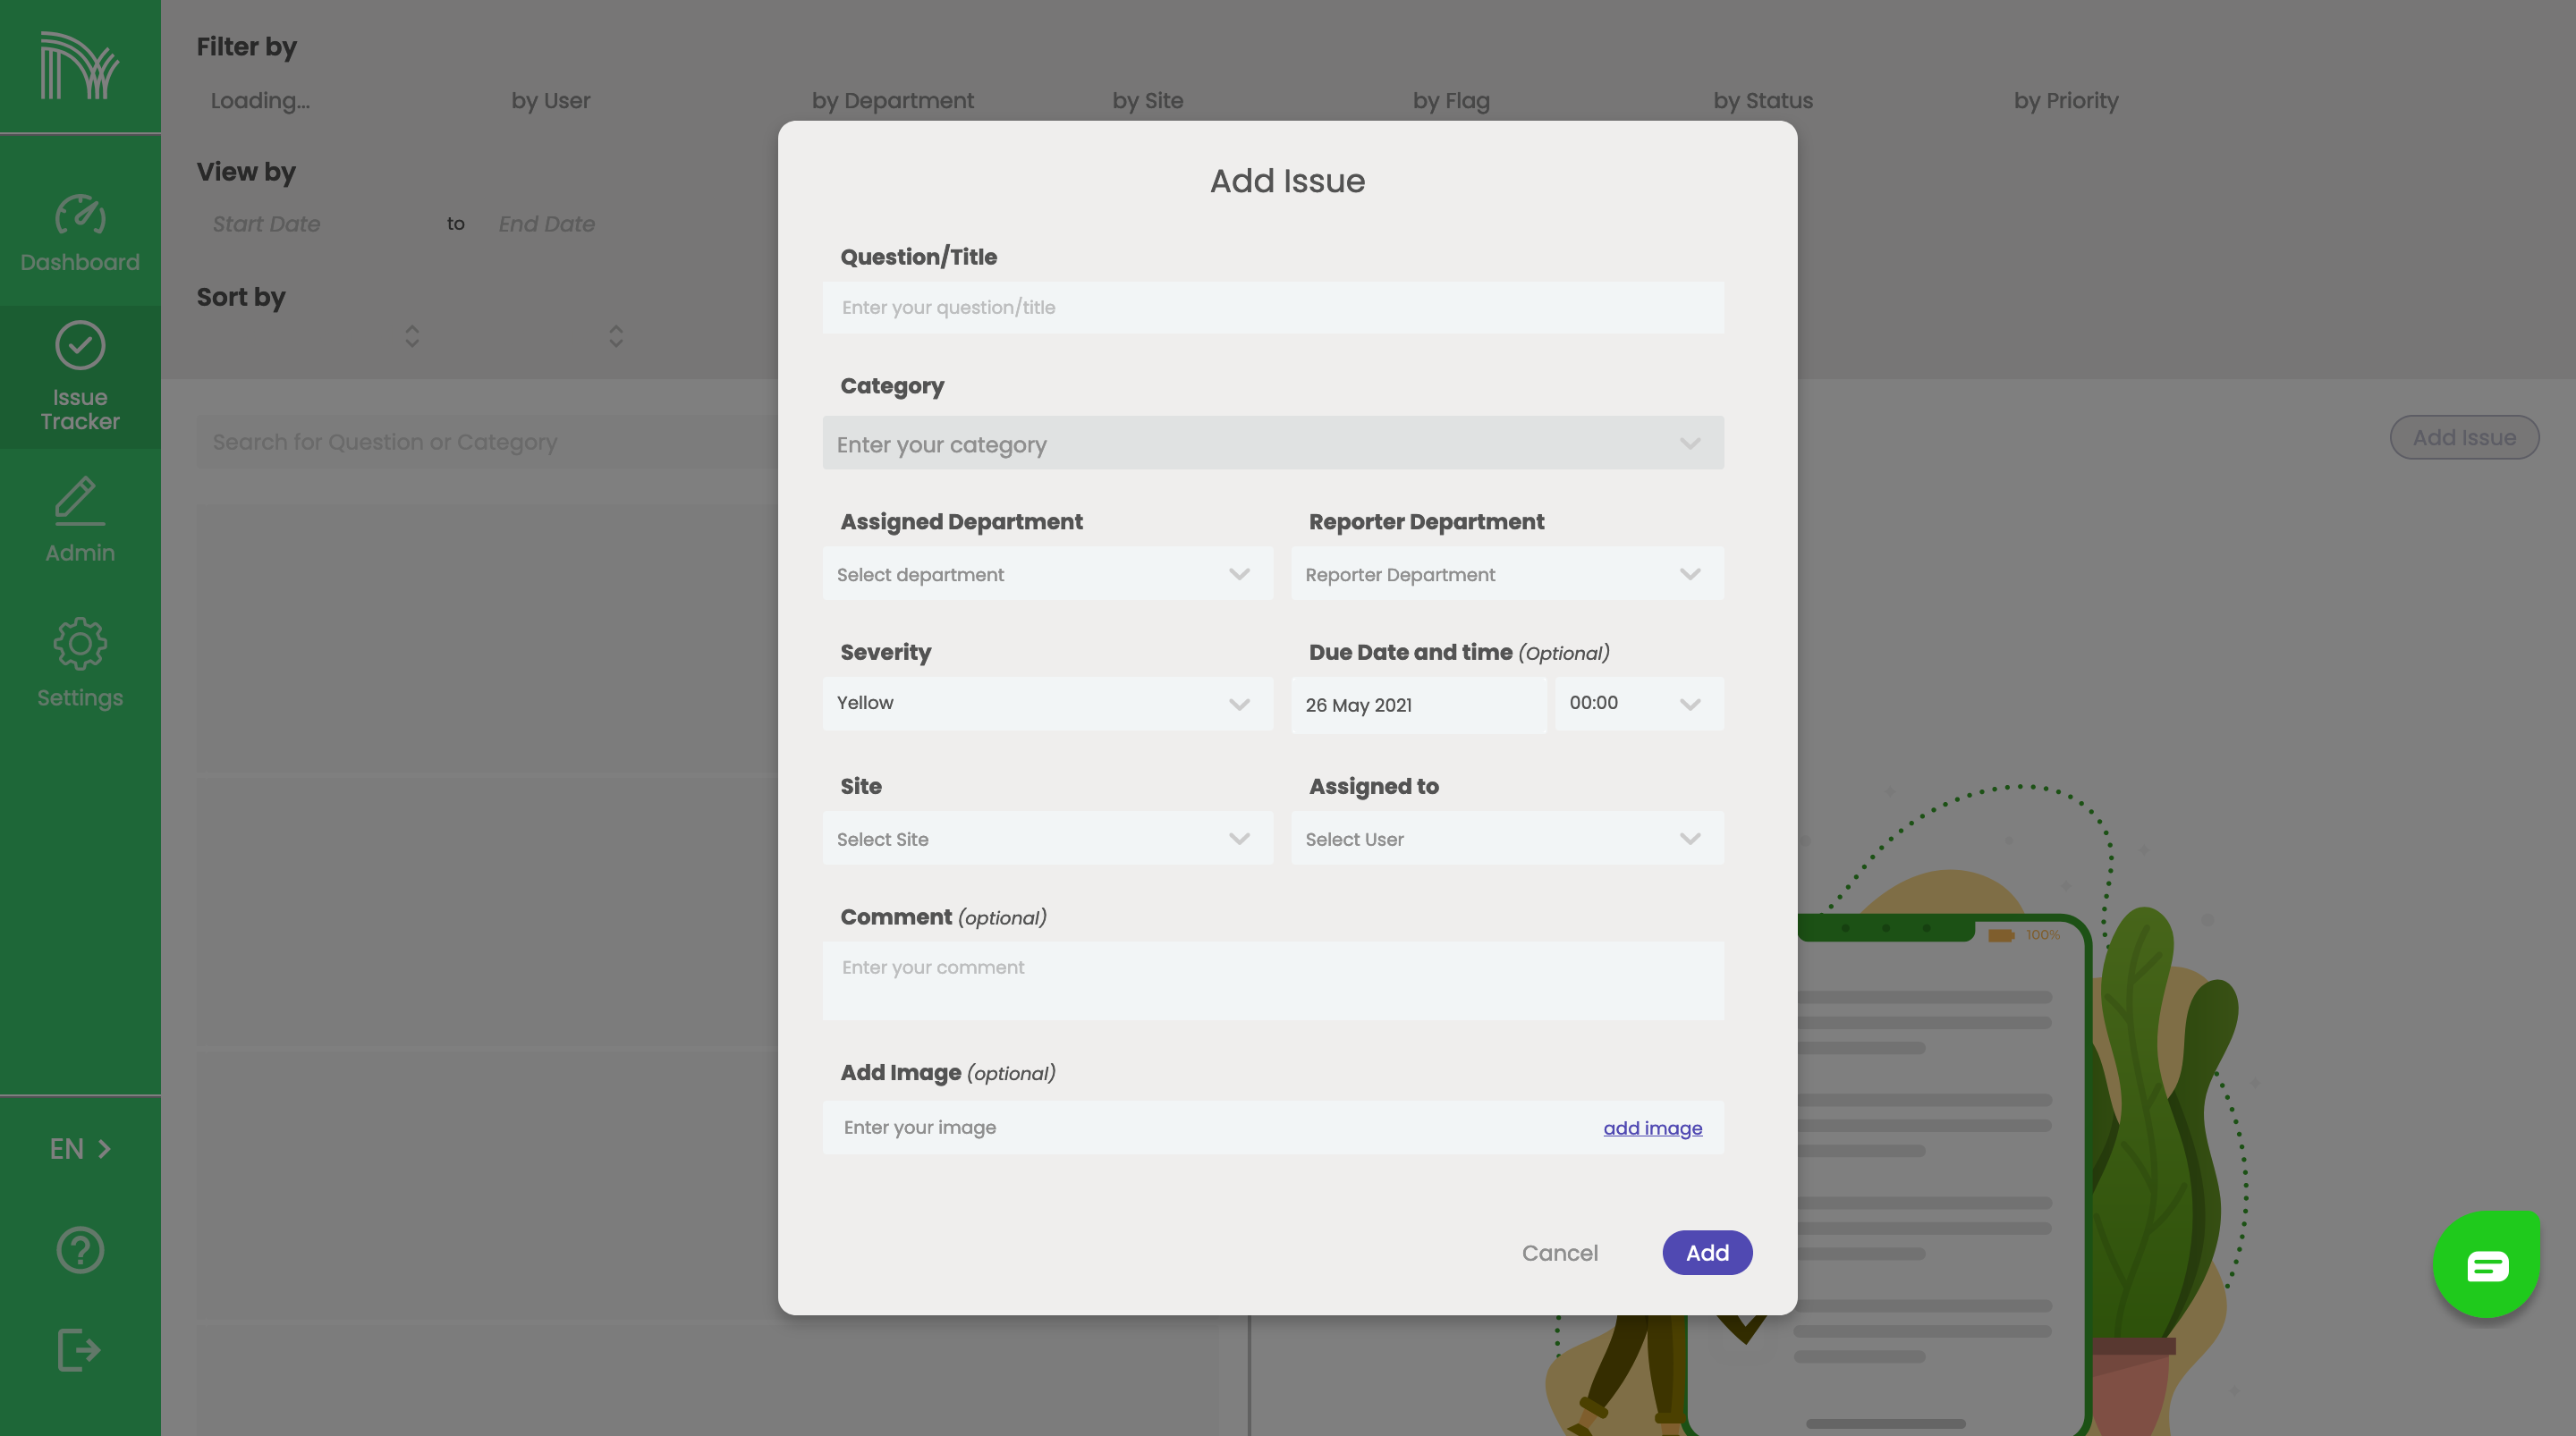 Dashboard
Issue
Tracker
Admin
Settings
EN
Filter by
Loading...
by User
by Department
by Site
by Flag
by Status
by Priority
View by
Start Date
to
End Date
Sort by
Search for Question or Category
Add Issue
Add Issue
Question/Title
Enter your question/title
Category
Enter your category
Assigned Department
Reporter Department
Select department
Reporter Department
Severity
Due Date and time (Optional)
Yellow
26 May 2021
00:00
Site
Assigned to
Select Site
Select User
Comment (optional)
Enter your comment
Add Image (optional)
Enter your image
add image
Cancel
Add
100%